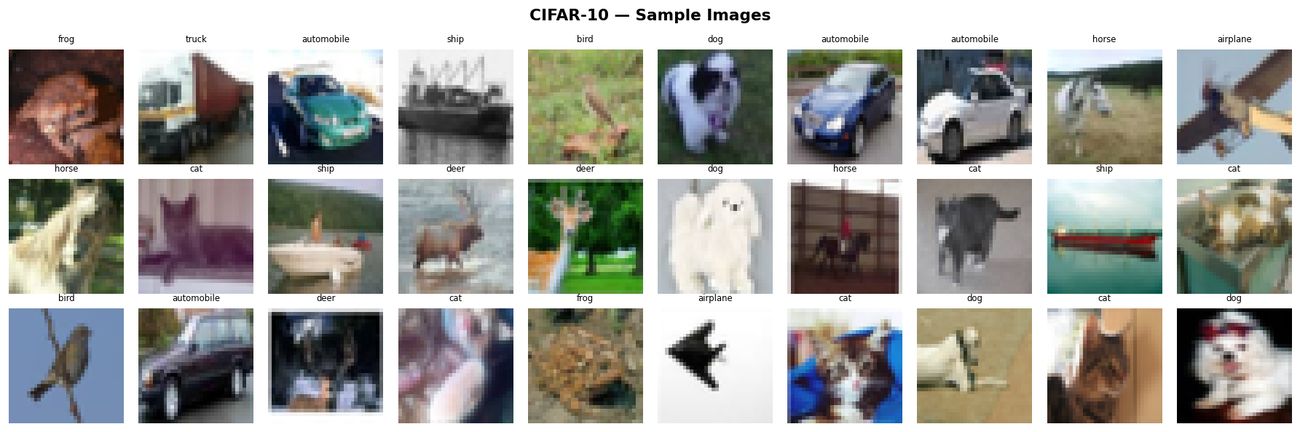 CIFAR-10 — Sample Images
frog truck automobile ship bird dog automobile automobile horse airplane
horse cat ship deer deer dog horse cat ship cat
bird automobile deer cat frog airplane cat dog cat dog